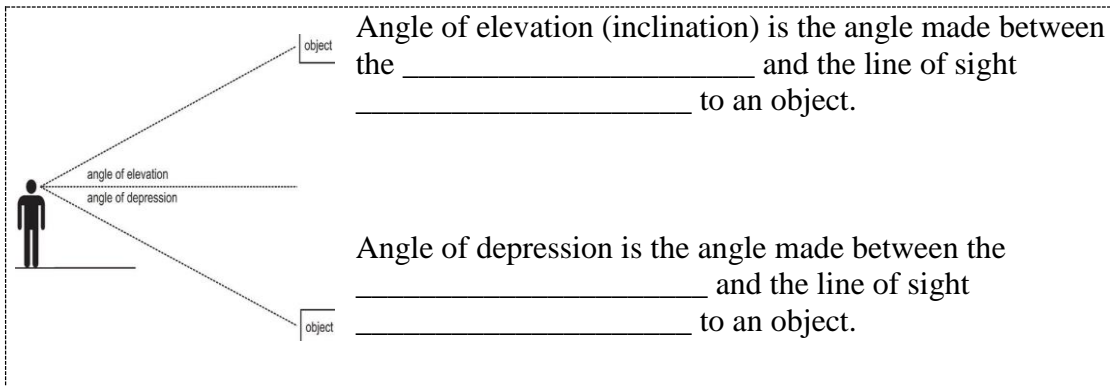 object
angle of elevation
angle of depression
object
Angle of elevation (inclination) is the angle made between
the ______________________ and the line of sight
_____________________ to an object.
Angle of depression is the angle made between the
______________________ and the line of sight
_____________________ to an object.